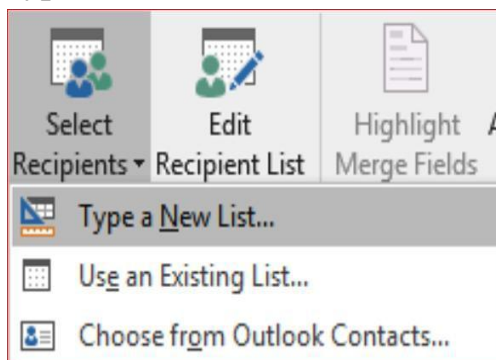 Select Edit Highlight
Recipients Recipient List Merge Fields
Type a New List...
Use an Existing List...
Choose from Outlook Contacts...